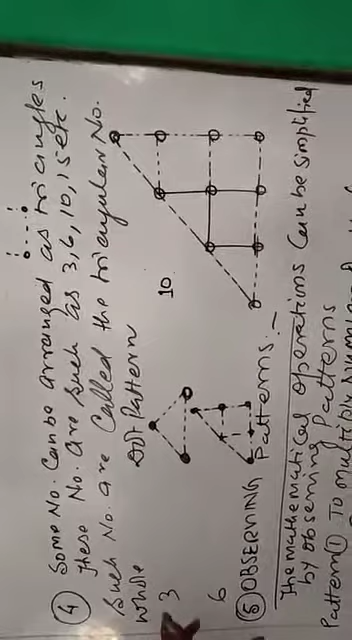 ④ Some No. Can be arranged as triangles
these No. are such as 3,6,10,15 etc.
Such No. are Called the triangular No.
Whole Dot Pattern
3
10
6
⑤ OBSERVING Patterns:-
The mathematical operations Can be simplified
by observing Patterns
Pattern ① To multiply